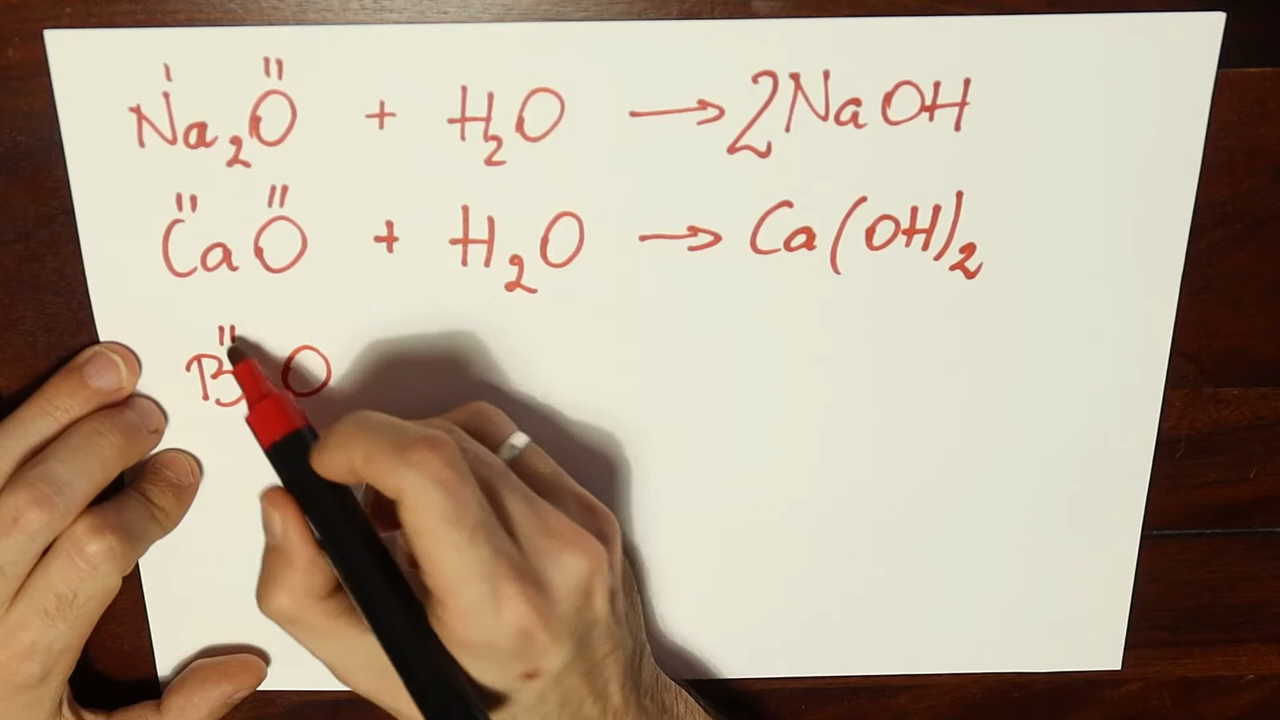 Na₂O + H₂O → 2NaOH
CaO + H₂O → Ca(OH)₂
B O